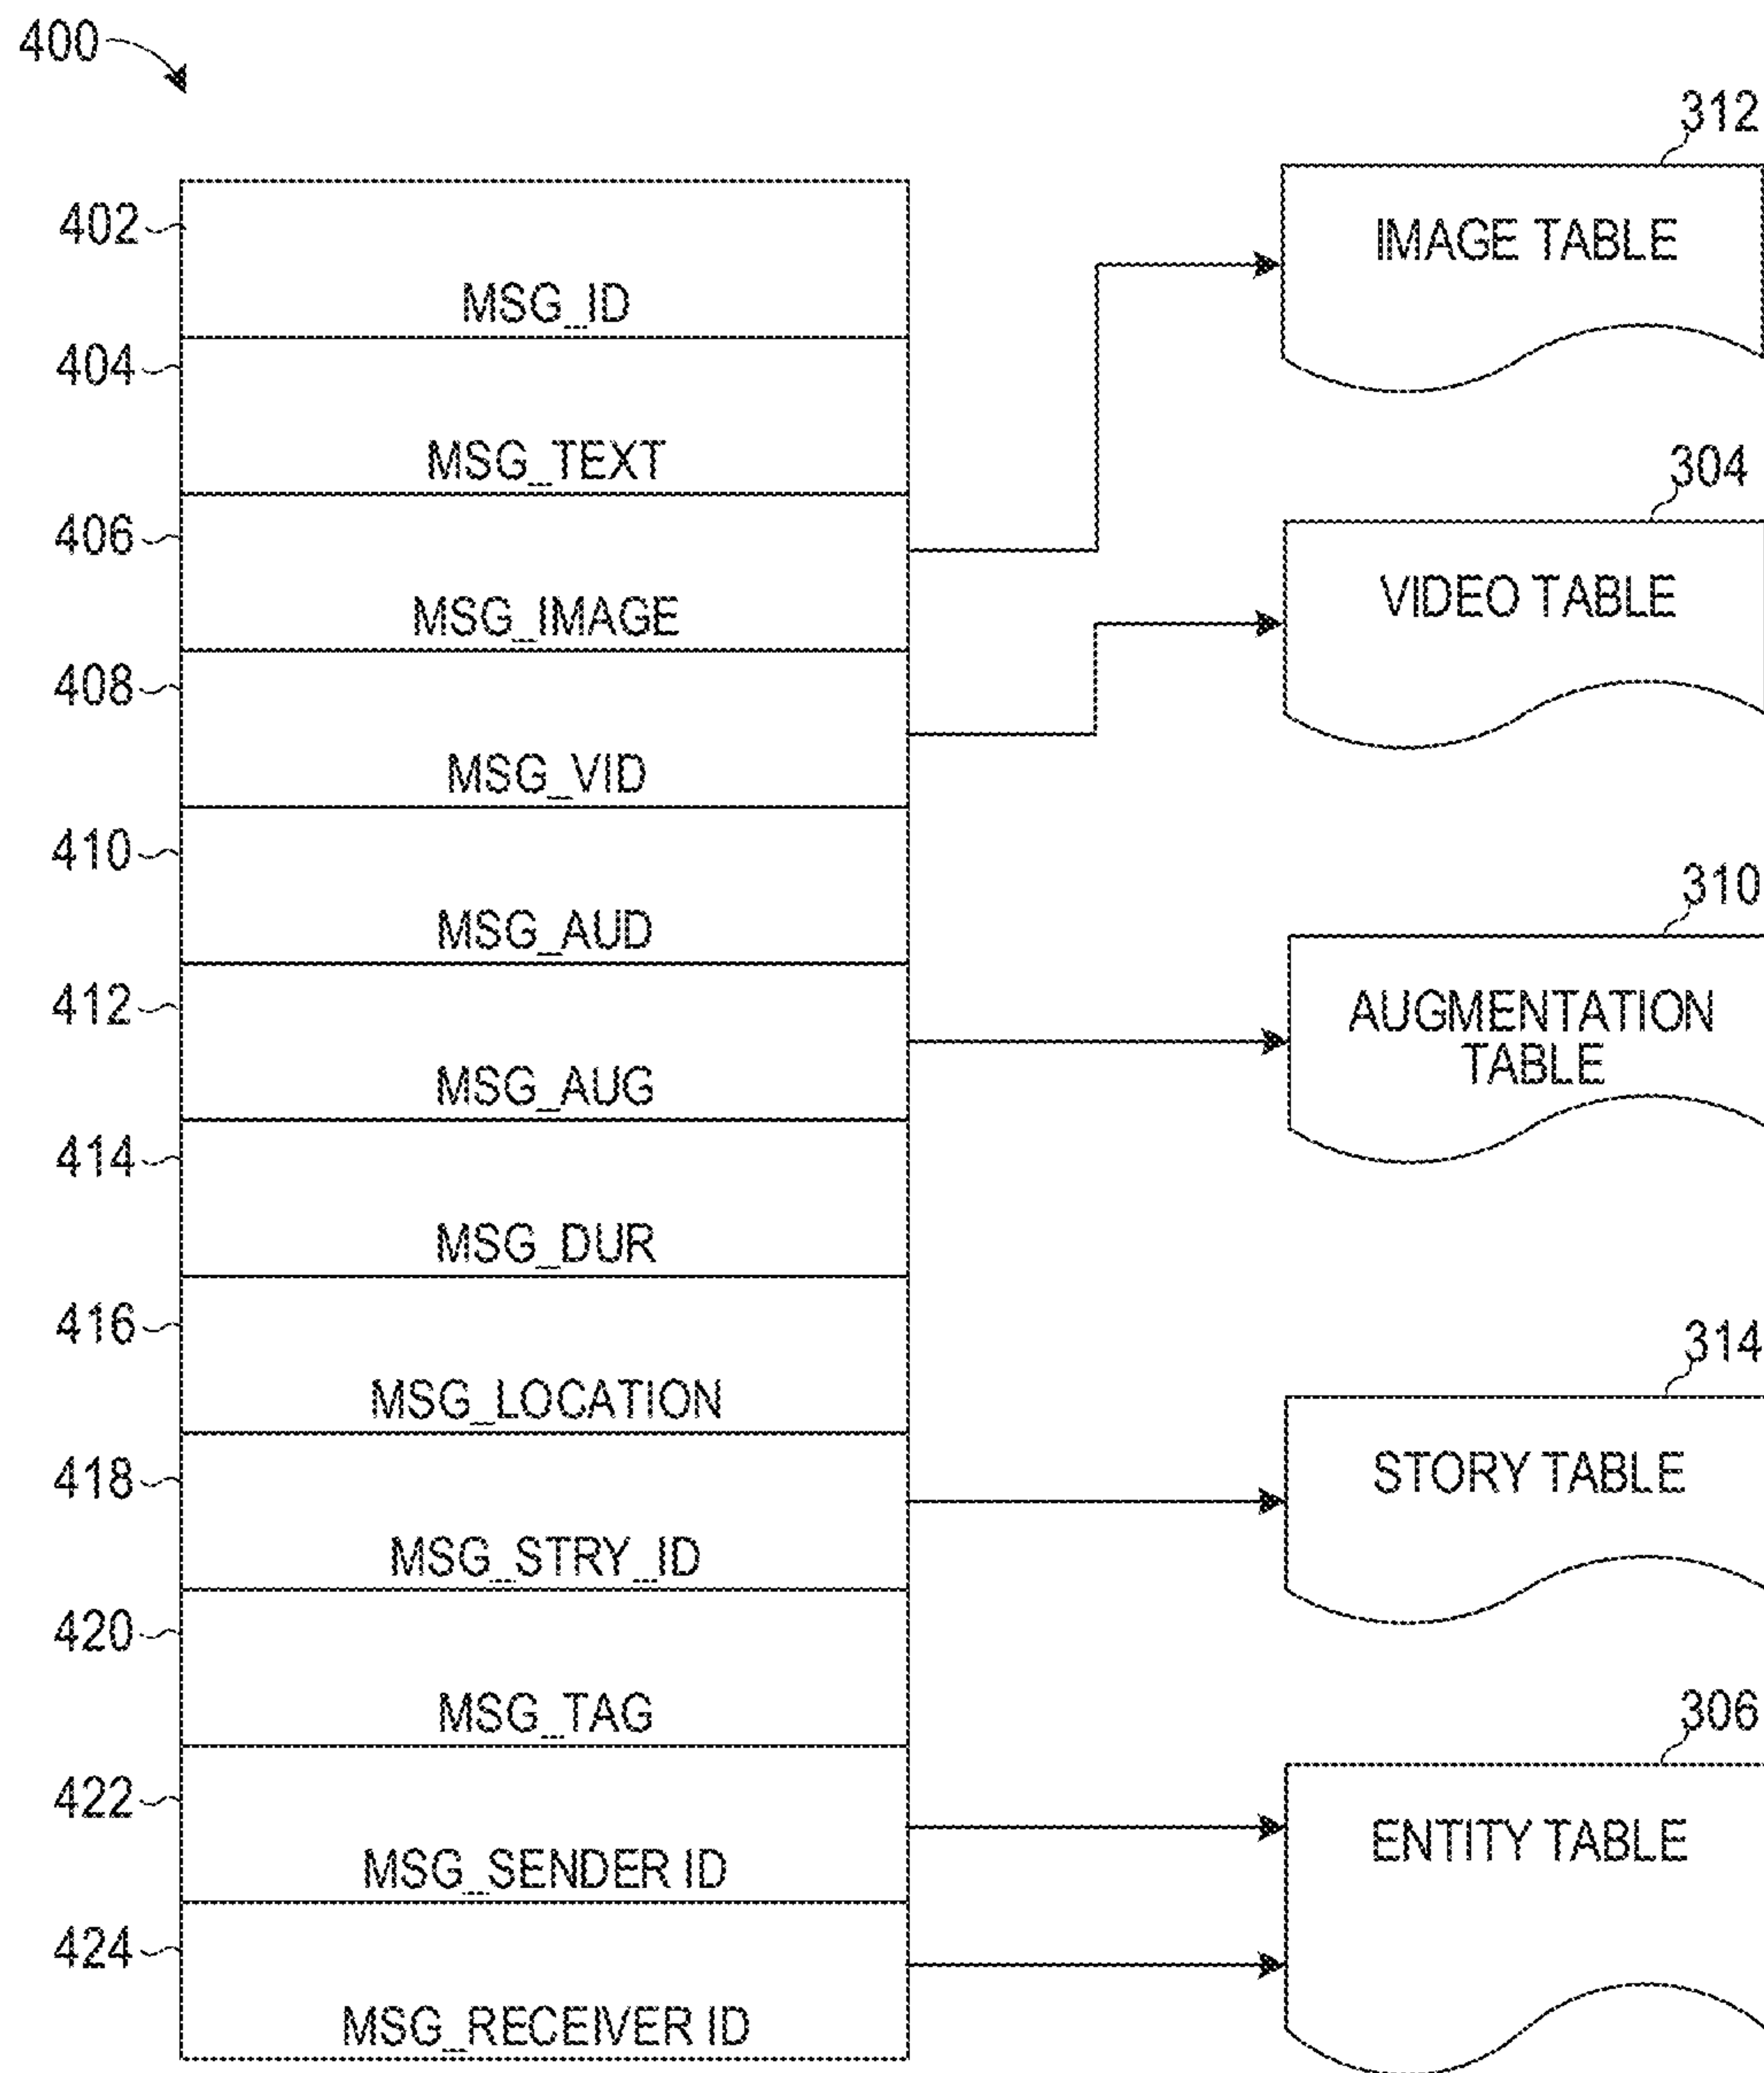 400
402
MSG_ID
404
MSG_TEXT
406
MSG_IMAGE
408
MSG_VID
410
MSG_AUD
412
MSG_AUG
414
MSG_DUR
416
MSG_LOCATION
418
MSG_STRY_ID
420
MSG_TAG
422
MSG_SENDER ID
424
MSG_RECEIVER ID
312
IMAGE TABLE
304
VIDEO TABLE
310
AUGMENTATION
TABLE
314
STORY TABLE
306
ENTITY TABLE